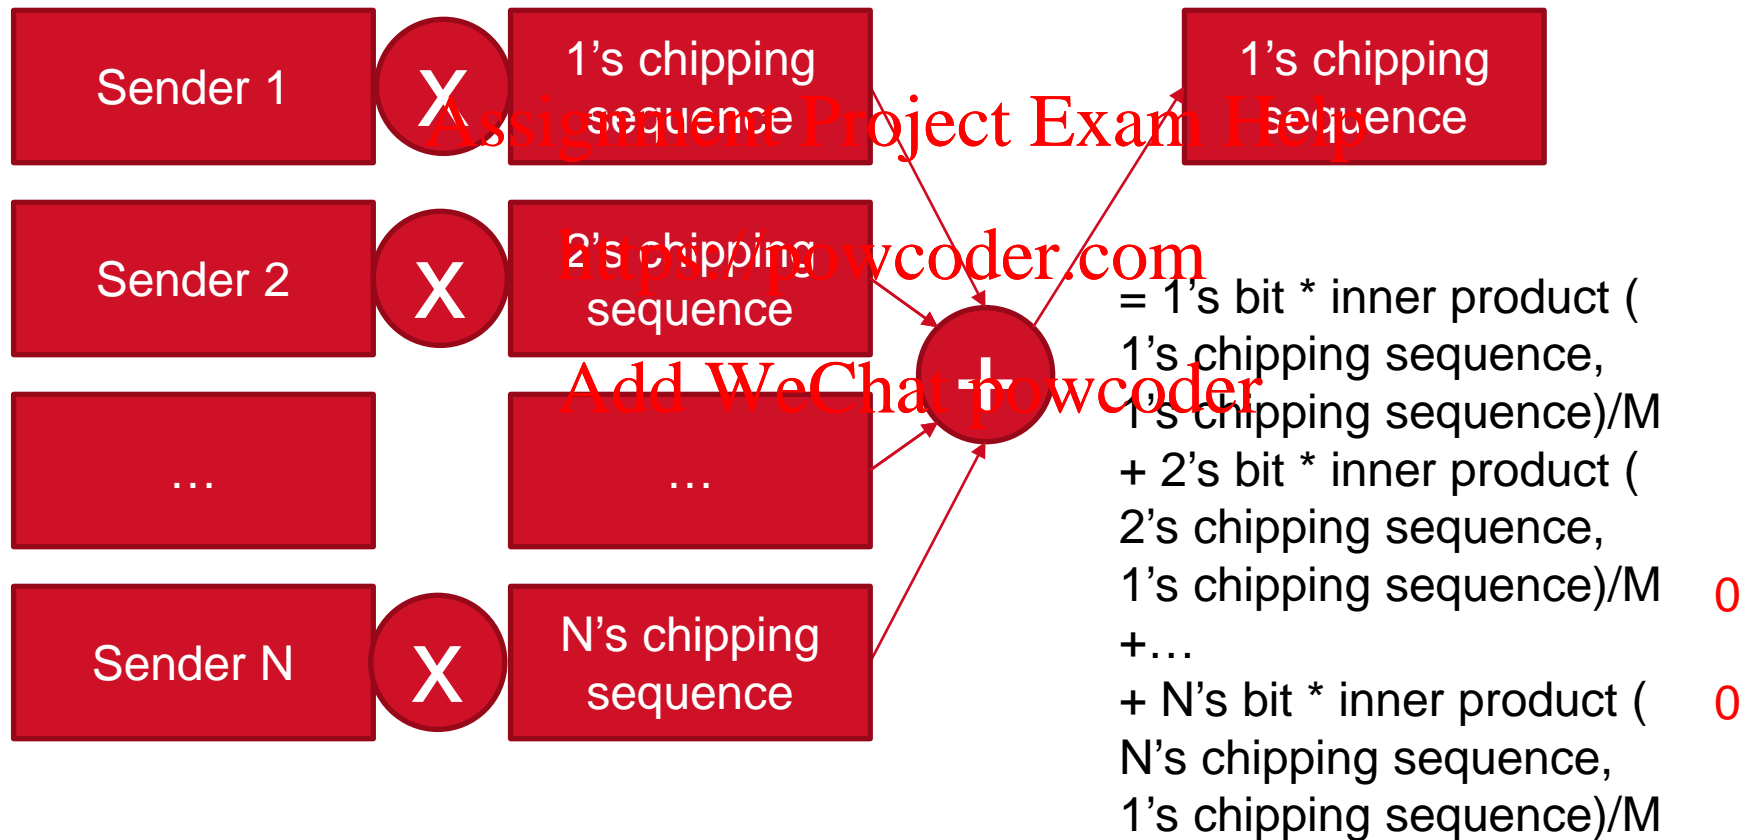 Sender 1
X
1’s chipping
sequence
1’s chipping
sequence
Assignment Project Exam Help
Sender 2
X
2’s chipping
sequence
https://powcoder.com
+
Add WeChat powcoder
…
…
Sender N
X
N’s chipping
sequence
= 1’s bit * inner product (
1’s chipping sequence,
1’s chipping sequence)/M
+ 2’s bit * inner product (
2’s chipping sequence,
1’s chipping sequence)/M 0
+…
+ N’s bit * inner product ( 0
N’s chipping sequence,
1’s chipping sequence)/M